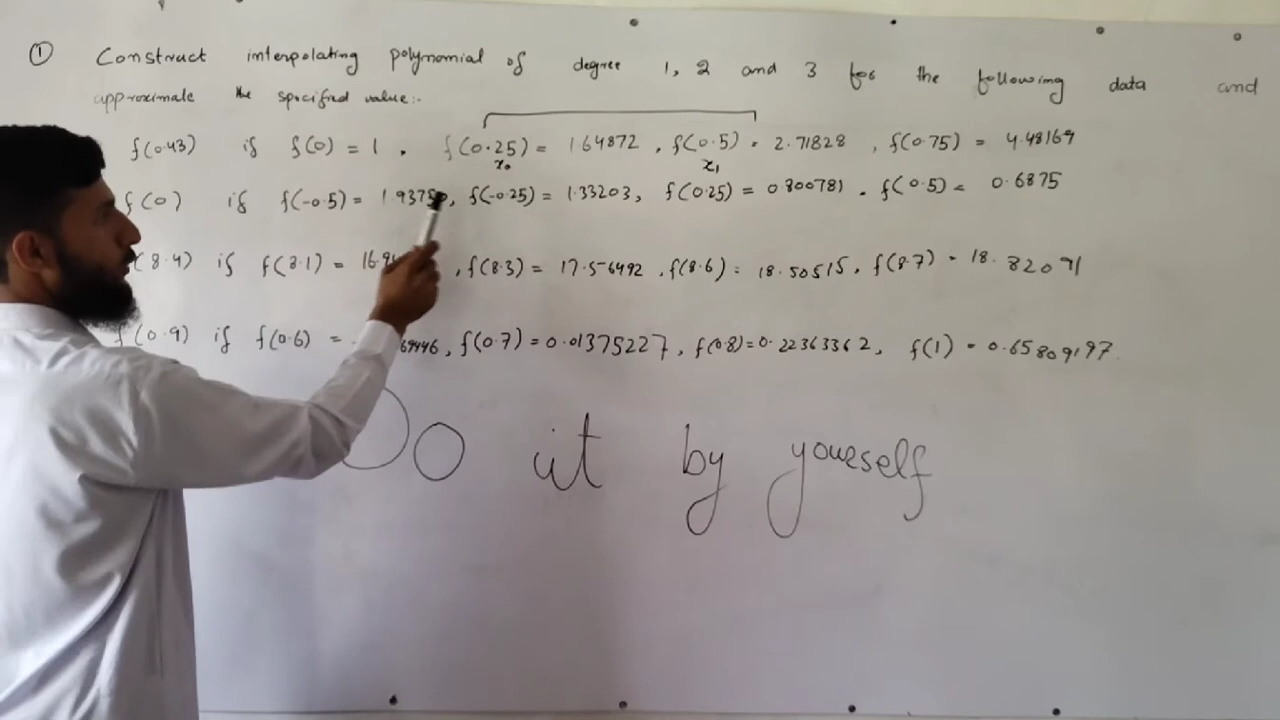 ① Construct interpolating polynomial of degree 1, 2 and 3 for the following data and
approximate the specified value:-
f(0.43) if f(0) = 1 , f(0.25) = 1.64872 , f(0.5) = 2.71828 , f(0.75) = 4.48169
x₀ x₁
f(0) if f(-0.5) = 1.9375, f(-0.25) = 1.33203, f(0.25) = 0.800781 , f(0.5) = 0.6875
(8.4) if f(8.1) = 16.9 , f(8.3) = 17.56492 , f(8.6) = 18.50515, f(8.7) = 18.82091
f(0.9) if f(0.6) = 69446, f(0.7) = 0.01375227, f(0.8) = 0.22363362, f(1) = 0.65809197.
Do it by yourself